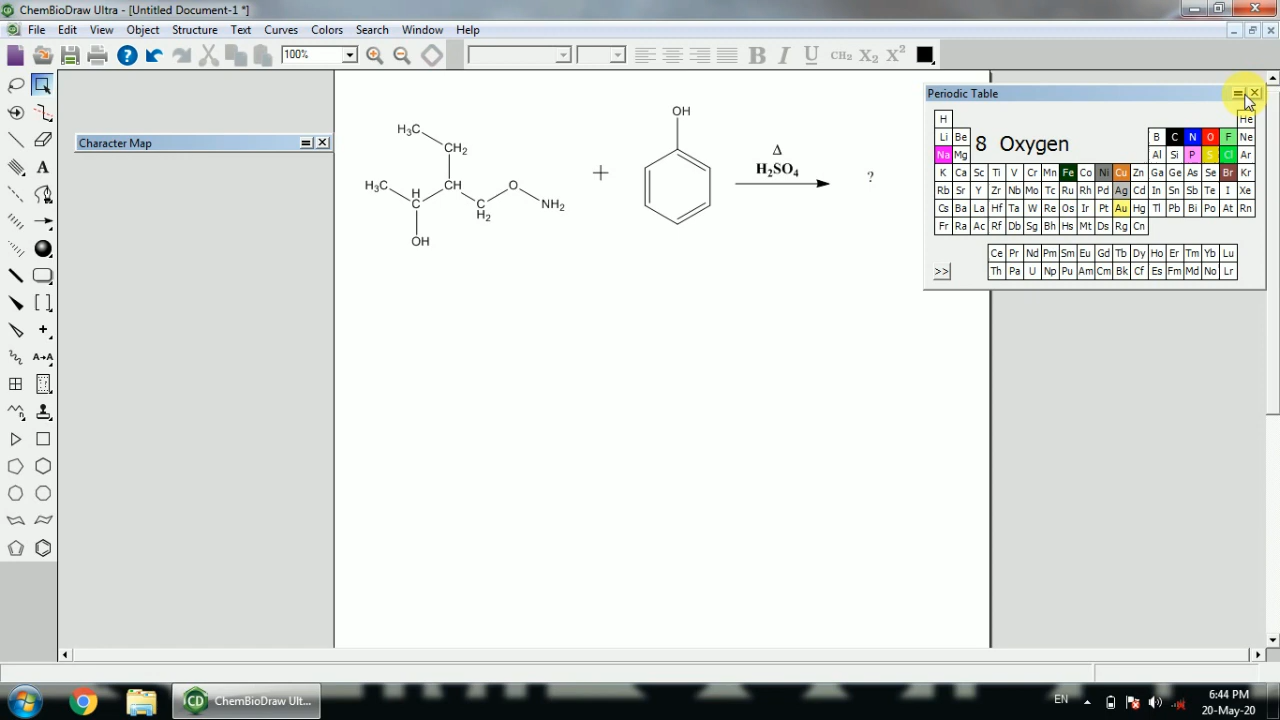 ChemBioDraw Ultra - [Untitled Document-1 *]
File Edit View Object Structure Text Curves Colors Search Window Help
100%
B I U CH2 X2 X2
A
A→A
Character Map
Periodic Table
8 Oxygen
H He
Li Be B C N O F Ne
Na Mg Al Si P S Cl Ar
K Ca Sc Ti V Cr Mn Fe Co Ni Cu Zn Ga Ge As Se Br Kr
Rb Sr Y Zr Nb Mo Tc Ru Rh Pd Ag Cd In Sn Sb Te I Xe
Cs Ba La Hf Ta W Re Os Ir Pt Au Hg Tl Pb Bi Po At Rn
Fr Ra Ac Rf Db Sg Bh Hs Mt Ds Rg Cn
Ce Pr Nd Pm Sm Eu Gd Tb Dy Ho Er Tm Yb Lu
>> Th Pa U Np Pu Am Cm Bk Cf Es Fm Md No Lr
H3C
CH2
H3C
H
C
CH
C
H2
O
NH2
OH
+
OH
Δ
H2SO4
?
CD ChemBioDraw Ult...
EN
6:44 PM
20-May-20